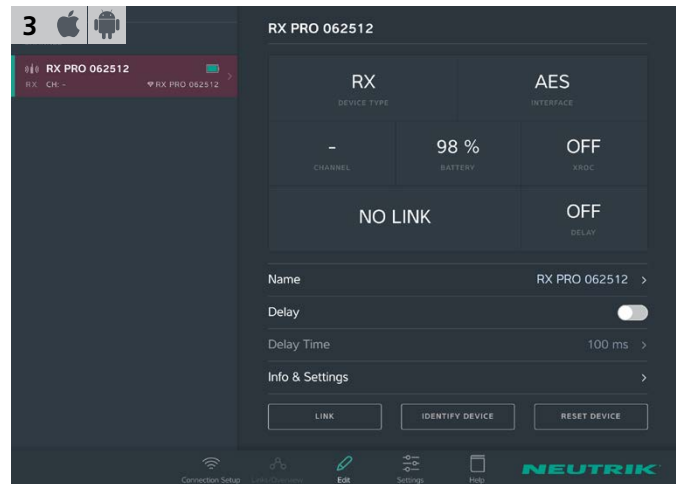 3
RX PRO 062512
RX PRO 062512
RX CH: - RX PRO 062512
RX
DEVICE TYPE
AES
INTERFACE
-
CHANNEL
98 %
BATTERY
OFF
XROC
NO LINK
OFF
DELAY
Name RX PRO 062512 >
Delay
Delay Time 100 ms >
Info & Settings >
LINK IDENTIFY DEVICE RESET DEVICE
Connection Setup Links Overview Edit Settings Help NEUTRIK